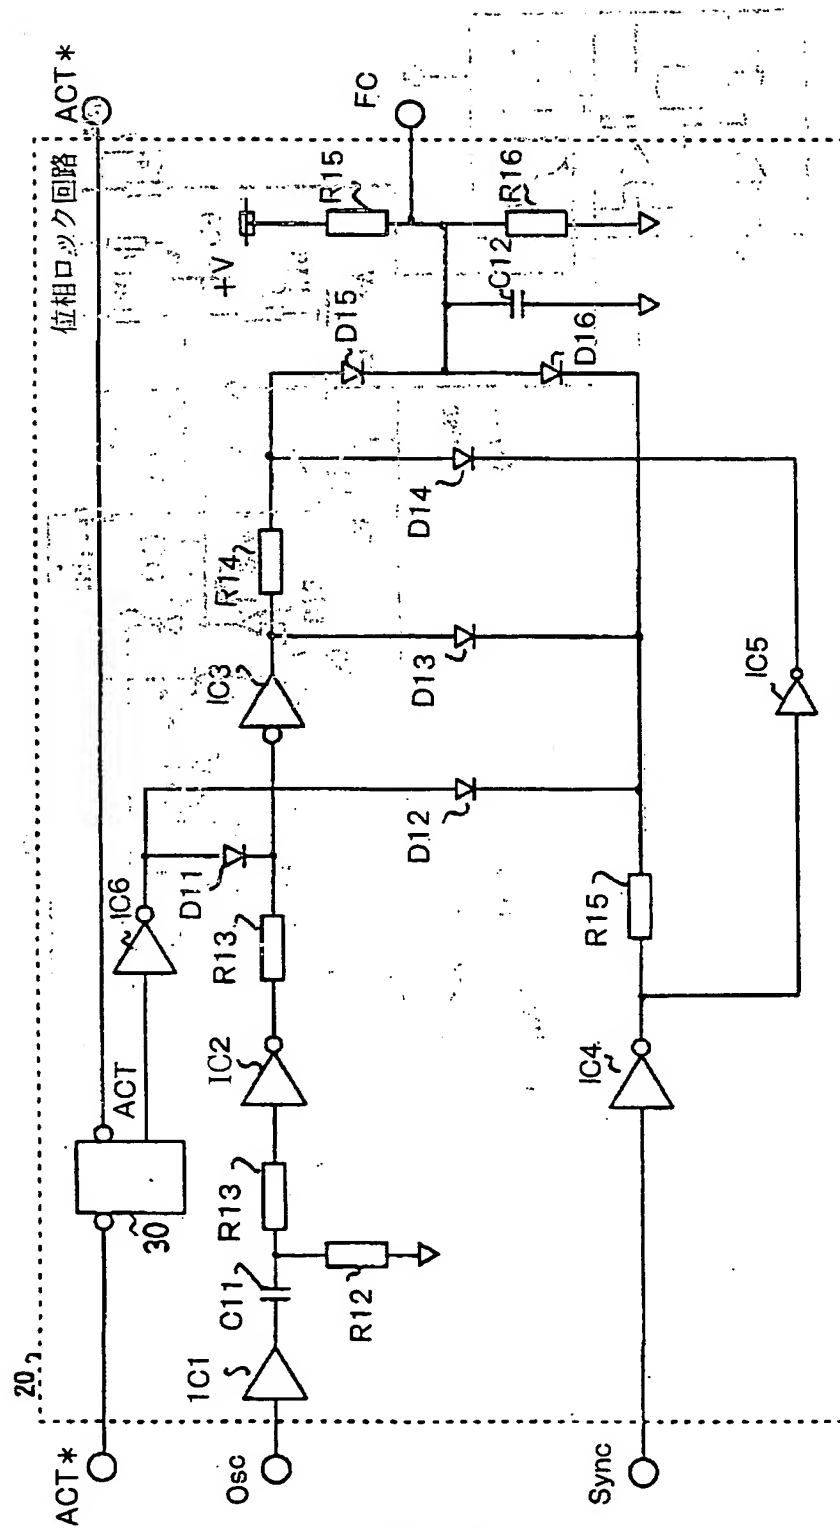 20
位相ロック回路
ACT*
30
ACT
IC6
ACT*
Osc
1C1
C11
R12
R13
IC2
R13
D11
IC3
R14
D12
D13
D14
D15
D16
+V
R15
FC
C12
R16
Sync
IC4
R15
IC5